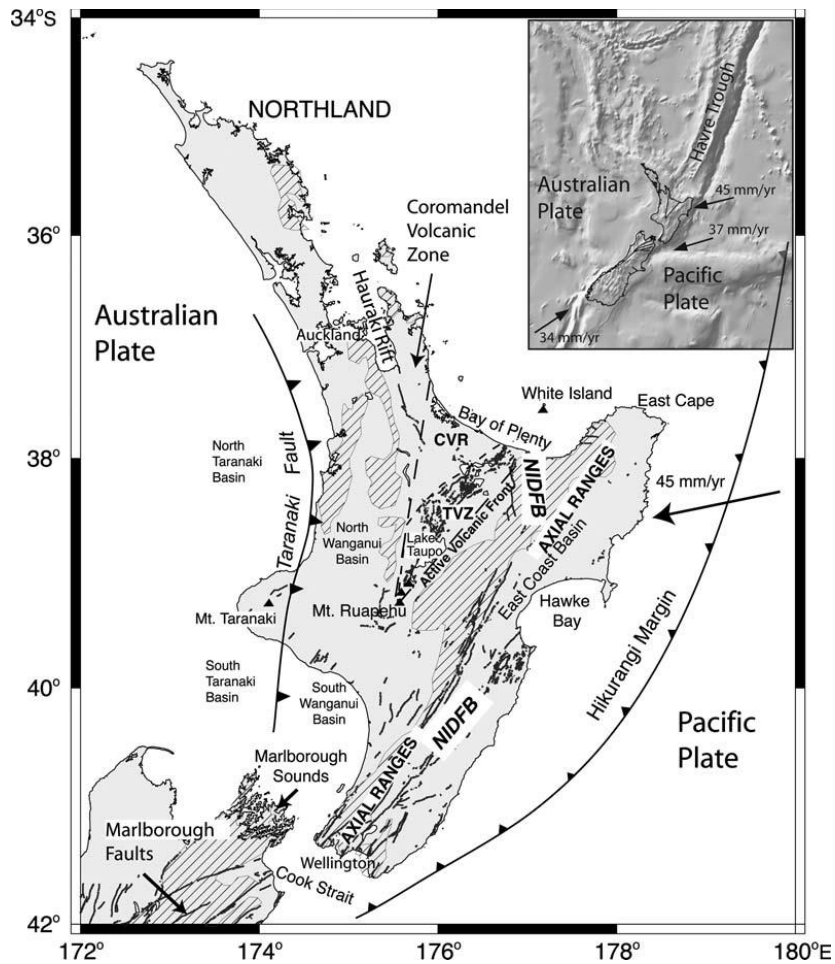 34°S
36°
38°
40°
42°
172°
174°
176°
178°
180°E
NORTHLAND
Coromandel
Volcanic
Zone
Australian
Plate
Auckland
Hauraki Rift
White Island
East Cape
Bay of Plenty
CVR
NIDFB
AXIAL RANGES
45 mm/yr
North
Taranaki
Basin
Taranaki Fault
TVZ
Active Volcanic Front
North
Wanganui
Basin
Lake
Taupo
East Coast Basin
Mt. Ruapehu
Mt. Taranaki
Hawke
Bay
Hikurangi Margin
South
Taranaki
Basin
South
Wanganui
Basin
NIDFB
Pacific
Plate
Marlborough
Sounds
AXIAL RANGES
Marlborough
Faults
Wellington
Cook Strait
Havre Trough
Australian
Plate
45 mm/yr
37 mm/yr
Pacific
Plate
34 mm/yr